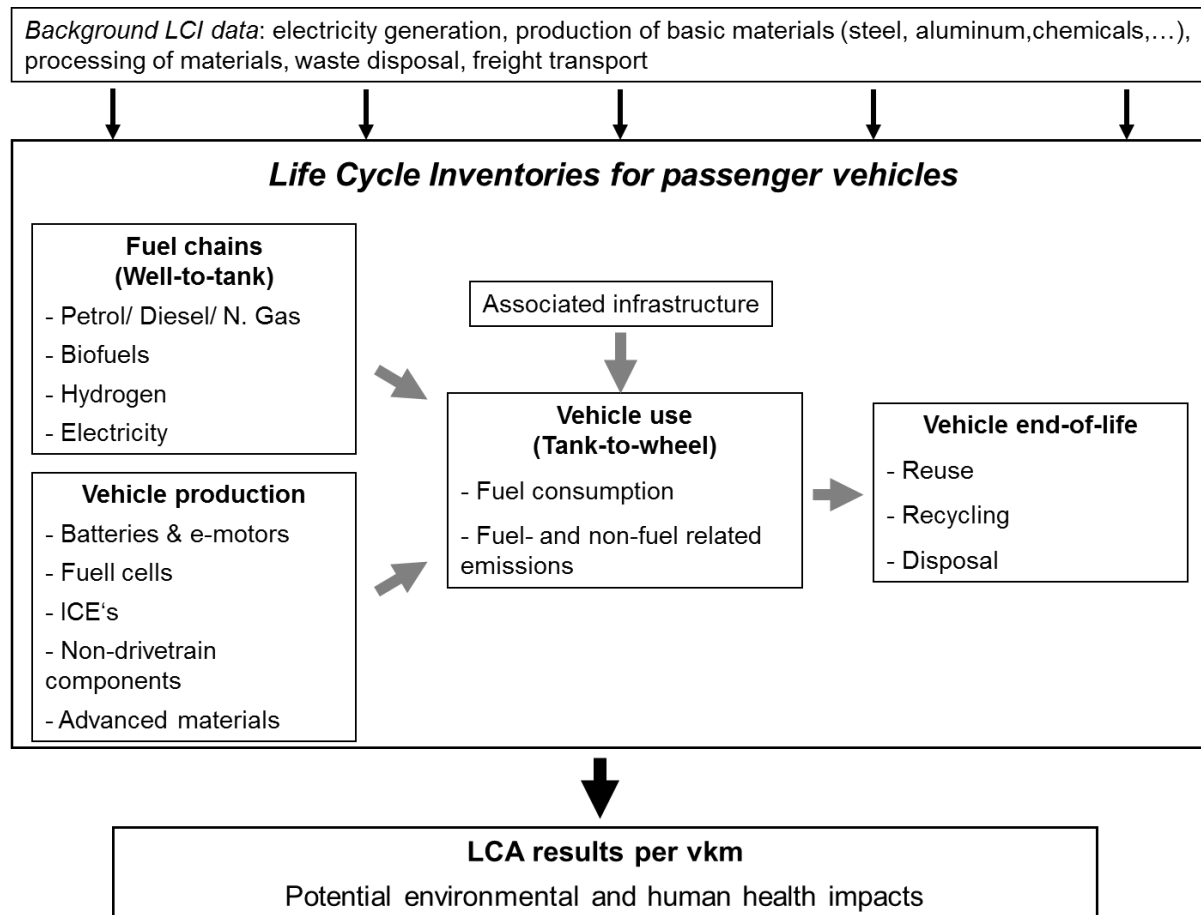 Background LCI data: electricity generation, production of basic materials (steel, aluminum,chemicals,…),
processing of materials, waste disposal, freight transport
Life Cycle Inventories for passenger vehicles
Fuel chains
(Well-to-tank)
- Petrol/ Diesel/ N. Gas
- Biofuels
- Hydrogen
- Electricity
Vehicle production
- Batteries & e-motors
- Fuell cells
- ICE‘s
- Non-drivetrain
components
- Advanced materials
Associated infrastructure
Vehicle use
(Tank-to-wheel)
- Fuel consumption
- Fuel- and non-fuel related
emissions
Vehicle end-of-life
- Reuse
- Recycling
- Disposal
LCA results per vkm
Potential environmental and human health impacts